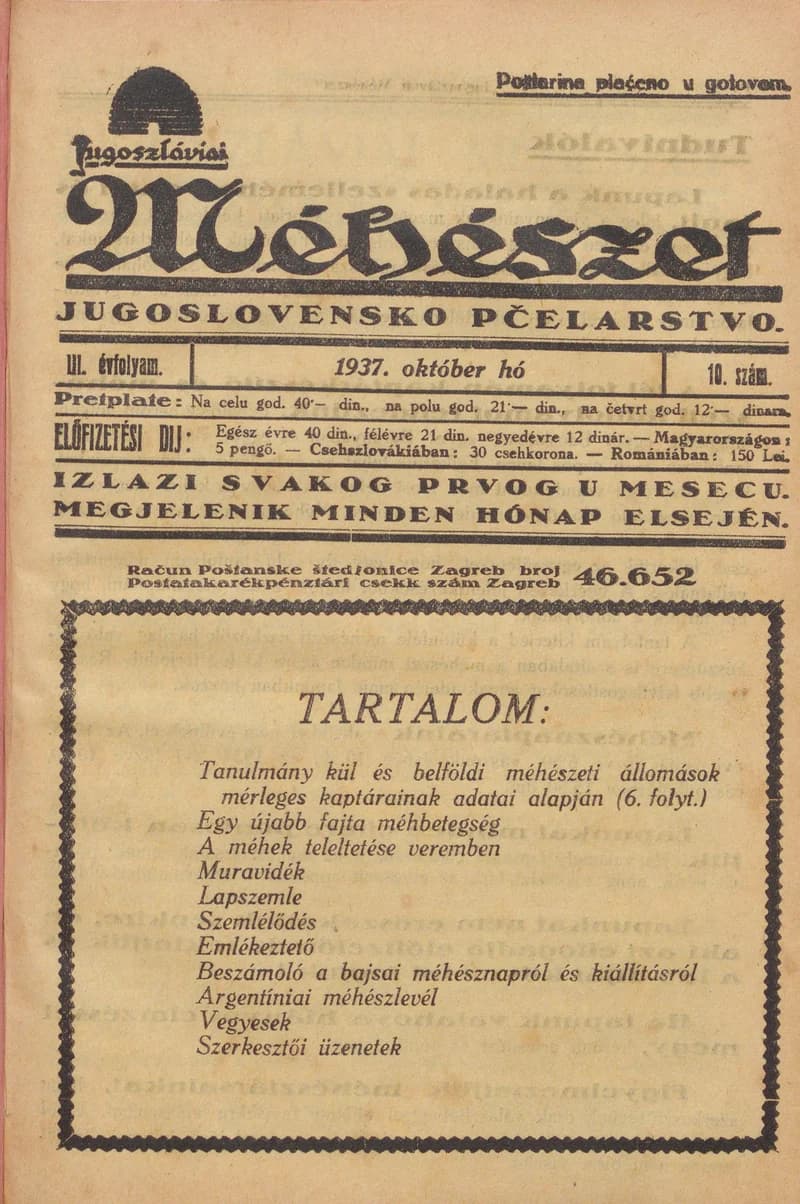 Poštarina plaćeno u gotovom.
Jugoszláviai
Méhészet
JUGOSLOVENSKO PČELARSTVO.
III. évfolyam.
1937. október hó
10. szám.
Pretplate: Na celu god. 40·— din., na polu god. 21·— din., na četvrt god. 12·— dinara.
ELŐFIZETÉSI DIJ:
Egész évre 40 din., félévre 21 din. negyedévre 12 dinár. — Magyarországon:
5 pengő. — Csehszlovákiában: 30 csehkorona. — Romániában: 150 Lei.
IZLAZI SVAKOG PRVOG U MESECU.
MEGJELENIK MINDEN HÓNAP ELSEJÉN.
Račun Poštanske štedionice Zagreb broj
Postatakarékpénztári csekk szám Zagreb
46.652
TARTALOM:
Tanulmány kül és belföldi méhészeti állomások
mérleges kaptárainak adatai alapján (6. folyt.)
Egy újabb fajta méhbetegség
A méhek teleltetése veremben
Muravidék
Lapszemle
Szemlélődés
Emlékeztető
Beszámoló a bajsai méhésznapról és kiállításról
Argentíniai méhészlevél
Vegyesek
Szerkesztői üzenetek